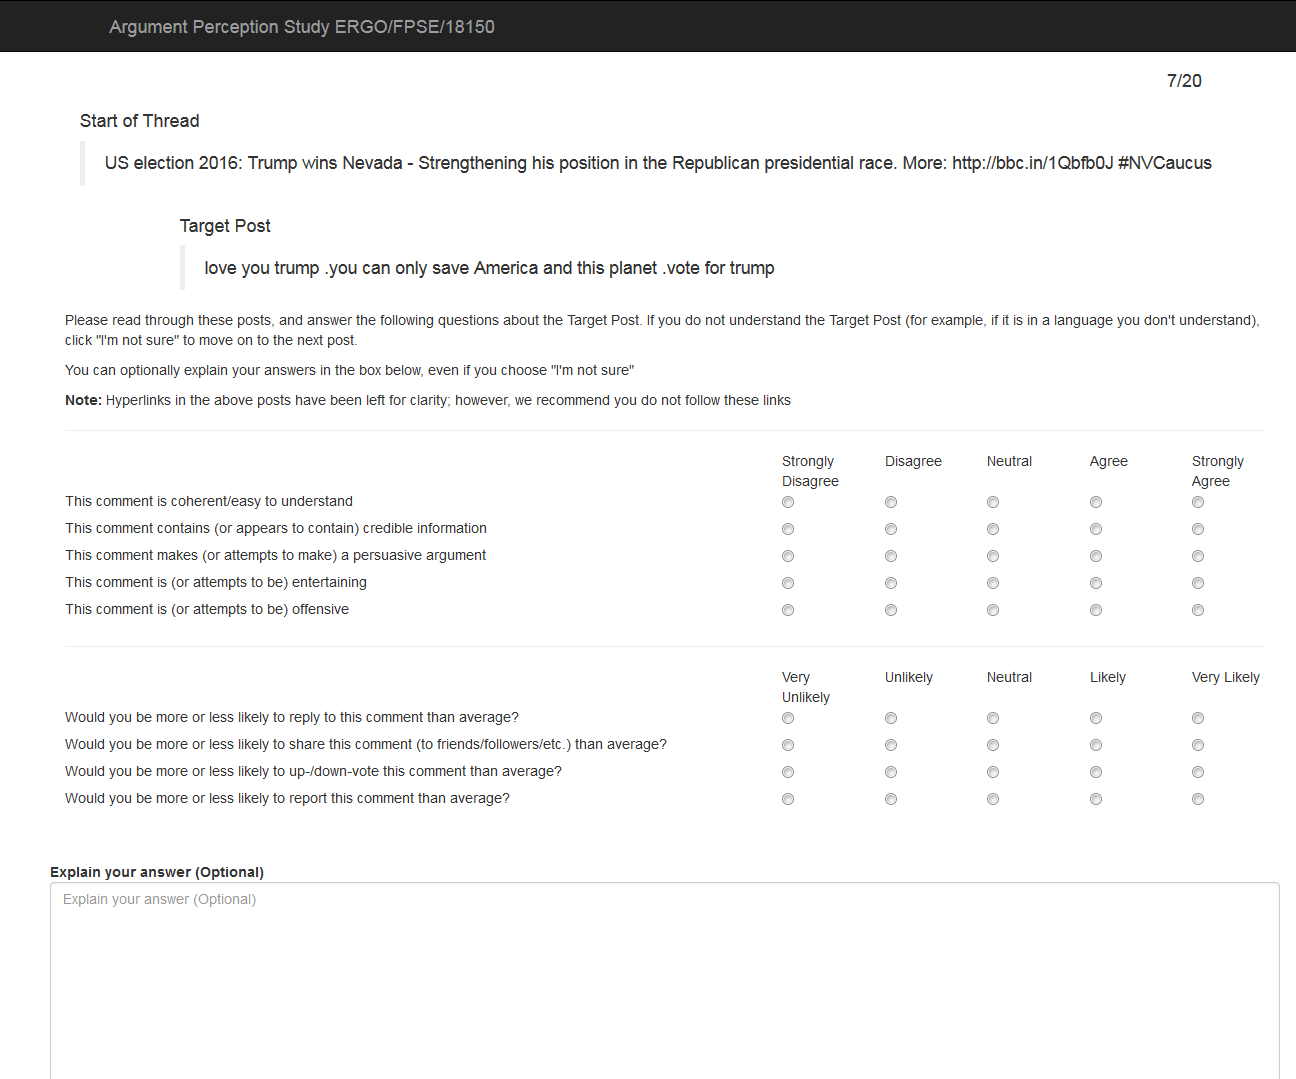 Argument Perception Study ERGO/FPSE/18150
7/20
Start of Thread
US election 2016: Trump wins Nevada - Strengthening his position in the Republican presidential race. More: http://bbc.in/1Qbfb0J #NVCaucus
Target Post
love you trump .you can only save America and this planet .vote for trump
Please read through these posts, and answer the following questions about the Target Post. If you do not understand the Target Post (for example, if it is in a language you don't understand),
click "I'm not sure" to move on to the next post.
You can optionally explain your answers in the box below, even if you choose "I'm not sure"
Note: Hyperlinks in the above posts have been left for clarity; however, we recommend you do not follow these links
Strongly Disagree Disagree Neutral Agree Strongly Agree
This comment is coherent/easy to understand
This comment contains (or appears to contain) credible information
This comment makes (or attempts to make) a persuasive argument
This comment is (or attempts to be) entertaining
This comment is (or attempts to be) offensive
Very Unlikely Unlikely Neutral Likely Very Likely
Would you be more or less likely to reply to this comment than average?
Would you be more or less likely to share this comment (to friends/followers/etc.) than average?
Would you be more or less likely to up-/down-vote this comment than average?
Would you be more or less likely to report this comment than average?
Explain your answer (Optional)
Explain your answer (Optional)